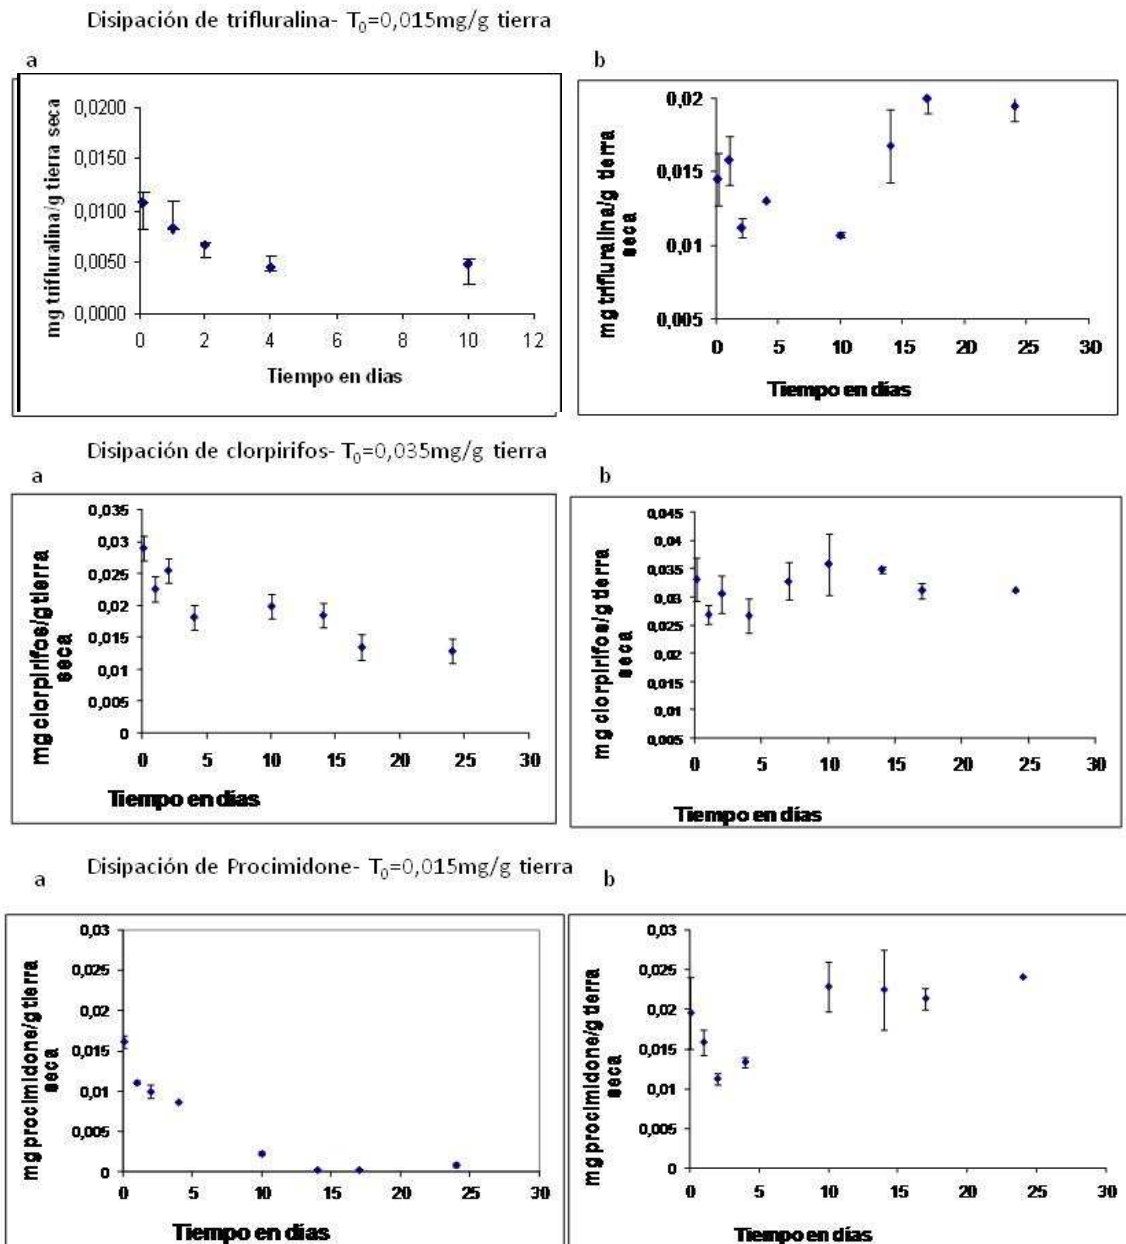 Disipación de trifluralina- T₀=0,015mg/g tierra
a
mg trifluralina/g tierra seca
0,0200
0,0150
0,0100
0,0050
0,0000
0 2 4 6 8 10 12
Tiempo en días
b
mg trifluralina/g tierra
seca
0,02
0,015
0,01
0,005
0 5 10 15 20 25 30
Tiempo en días
Disipación de clorpirifos- T₀=0,035mg/g tierra
a
mg clorpirifos/g tierra
seca
0,035
0,03
0,025
0,02
0,015
0,01
0,005
0
0 5 10 15 20 25 30
Tiempo en días
b
mg clorpirifos/g tierra
seca
0,045
0,04
0,035
0,03
0,025
0,02
0,015
0,01
0,005
0 5 10 15 20 25 30
Tiempo en días
Disipación de Procimidone- T₀=0,015mg/g tierra
a
mg procimidone/g tierra
seca
0,03
0,025
0,02
0,015
0,01
0,005
0
0 5 10 15 20 25 30
Tiempo en días
b
mg procimidone/g tierra
seca
0,03
0,025
0,02
0,015
0,01
0,005
0
0 5 10 15 20 25 30
Tiempo en días